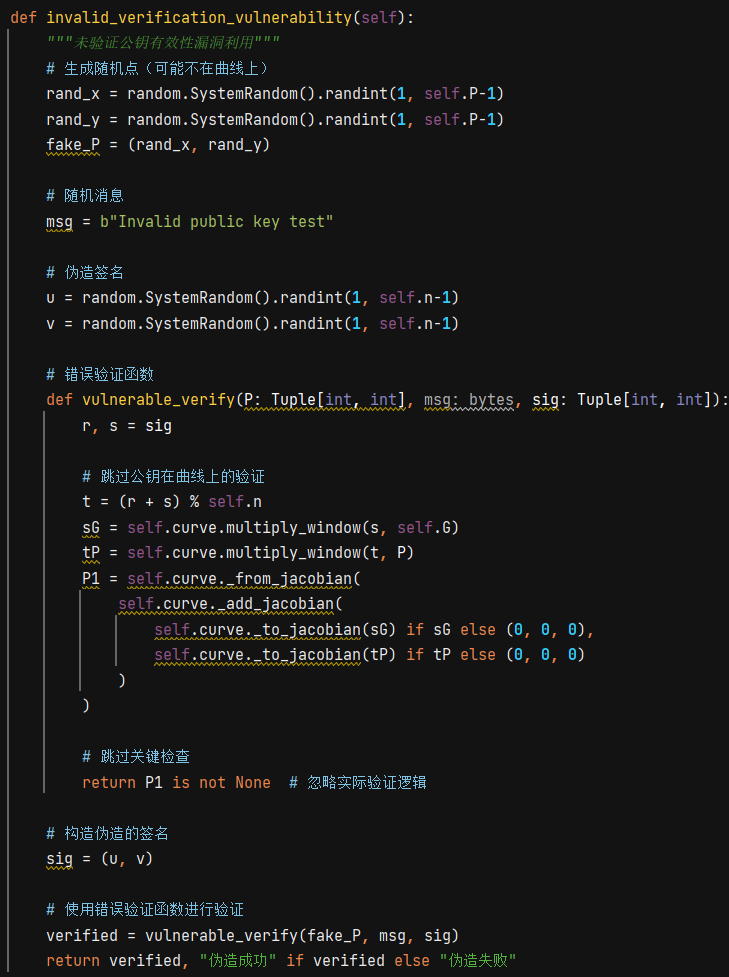 def invalid_verification_vulnerability(self):
"""未验证公钥有效性漏洞利用"""
# 生成随机点（可能不在曲线上）
rand_x = random.SystemRandom().randint(1, self.P-1)
rand_y = random.SystemRandom().randint(1, self.P-1)
fake_P = (rand_x, rand_y)
# 随机消息
msg = b"Invalid public key test"
# 伪造签名
u = random.SystemRandom().randint(1, self.n-1)
v = random.SystemRandom().randint(1, self.n-1)
# 错误验证函数
def vulnerable_verify(P: Tuple[int, int], msg: bytes, sig: Tuple[int, int]):
r, s = sig
# 跳过公钥在曲线上的验证
t = (r + s) % self.n
sG = self.curve.multiply_window(s, self.G)
tP = self.curve.multiply_window(t, P)
P1 = self.curve._from_jacobian(
self.curve._add_jacobian(
self.curve._to_jacobian(sG) if sG else (0, 0, 0),
self.curve._to_jacobian(tP) if tP else (0, 0, 0)
)
)
# 跳过关键检查
return P1 is not None  # 忽略实际验证逻辑
# 构造伪造的签名
sig = (u, v)
# 使用错误验证函数进行验证
verified = vulnerable_verify(fake_P, msg, sig)
return verified, "伪造成功" if verified else "伪造失败"